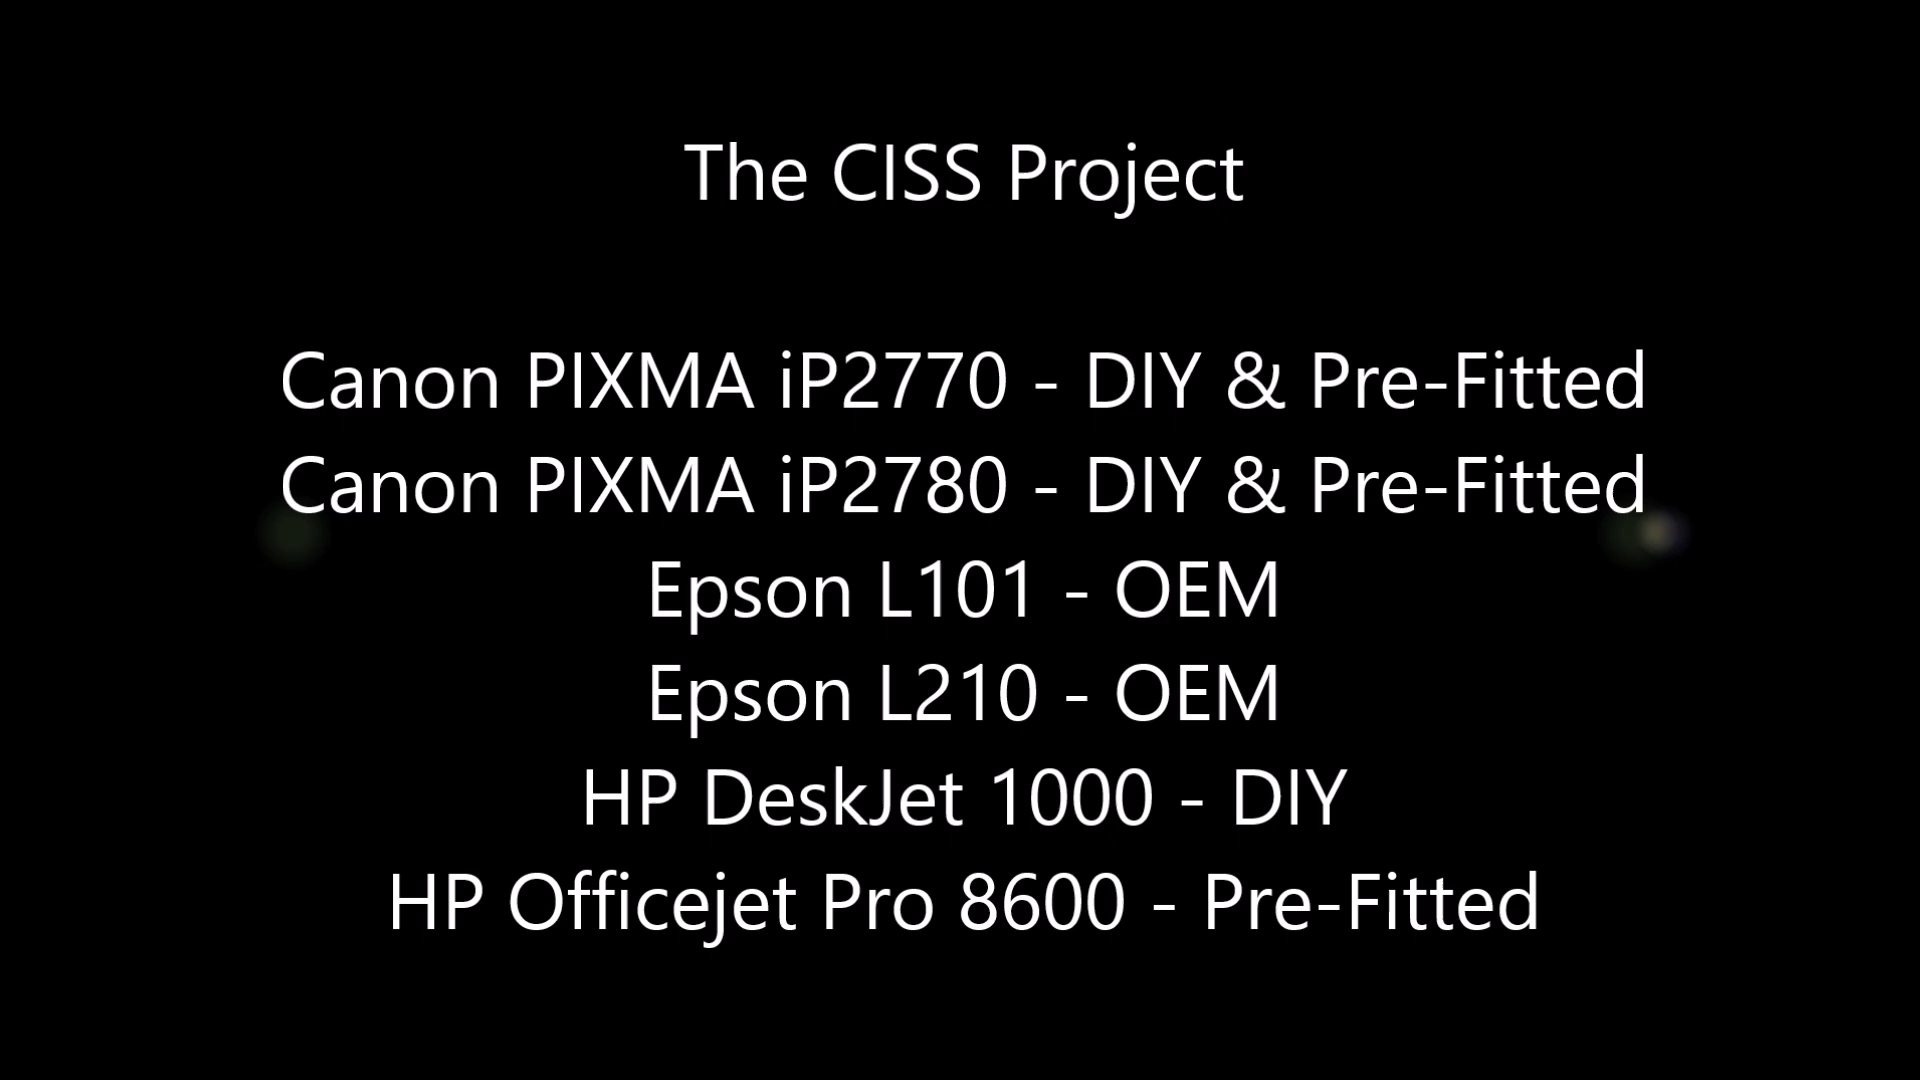 The CISS Project
Canon PIXMA iP2770 - DIY & Pre-Fitted
Canon PIXMA iP2780 - DIY & Pre-Fitted
Epson L101 - OEM
Epson L210 - OEM
HP DeskJet 1000 - DIY
HP Officejet Pro 8600 - Pre-Fitted